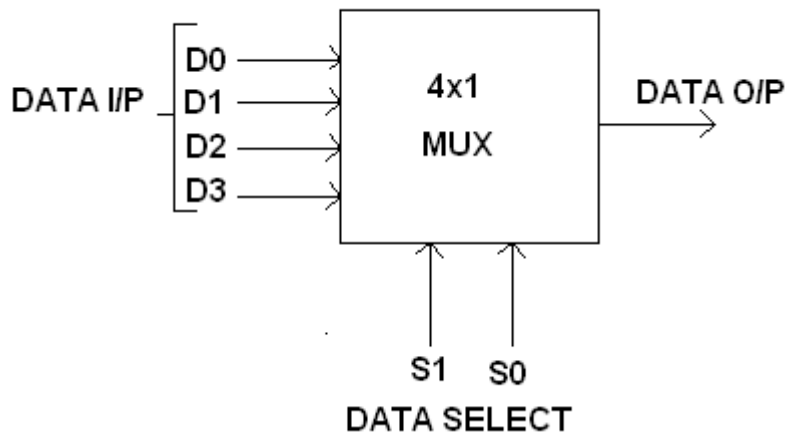 DATA I/P
D0
D1
D2
D3
4x1
MUX
DATA O/P
S1 S0
DATA SELECT